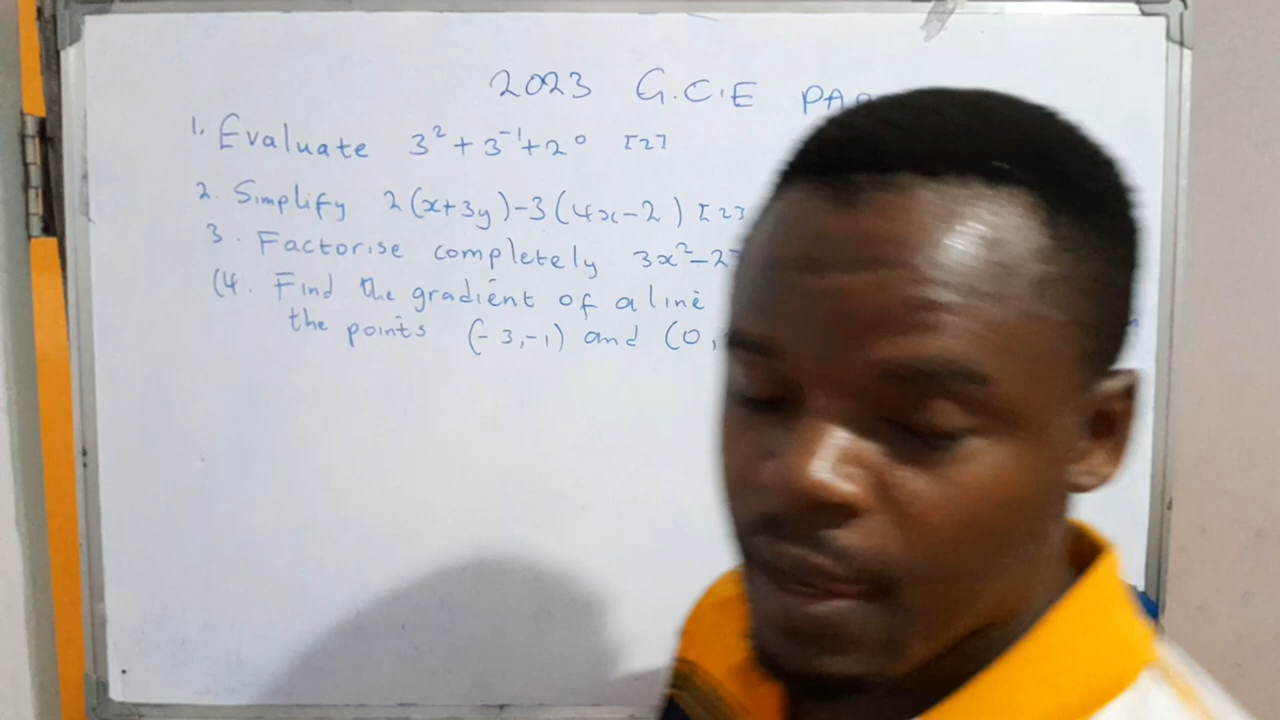 2023 G.C.E
1. Evaluate 3² + 3⁻¹ + 2⁰ [2]
2. Simplify 2(x+3y)-3(4x-2) [2]
3. Factorise completely 3x²-2
(4. Find the gradient of a line
the points (-3,-1) and (0,